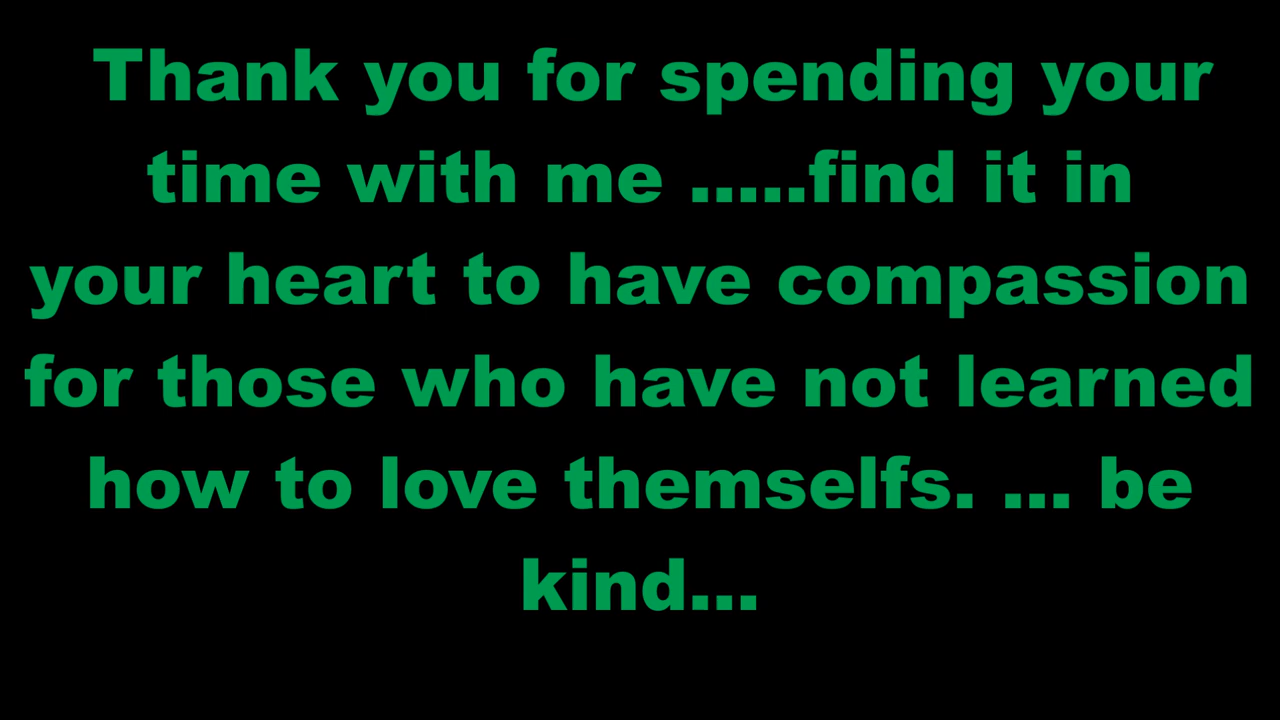 Thank you for spending your
time with me .....find it in
your heart to have compassion
for those who have not learned
how to love themselfs. ... be
kind...